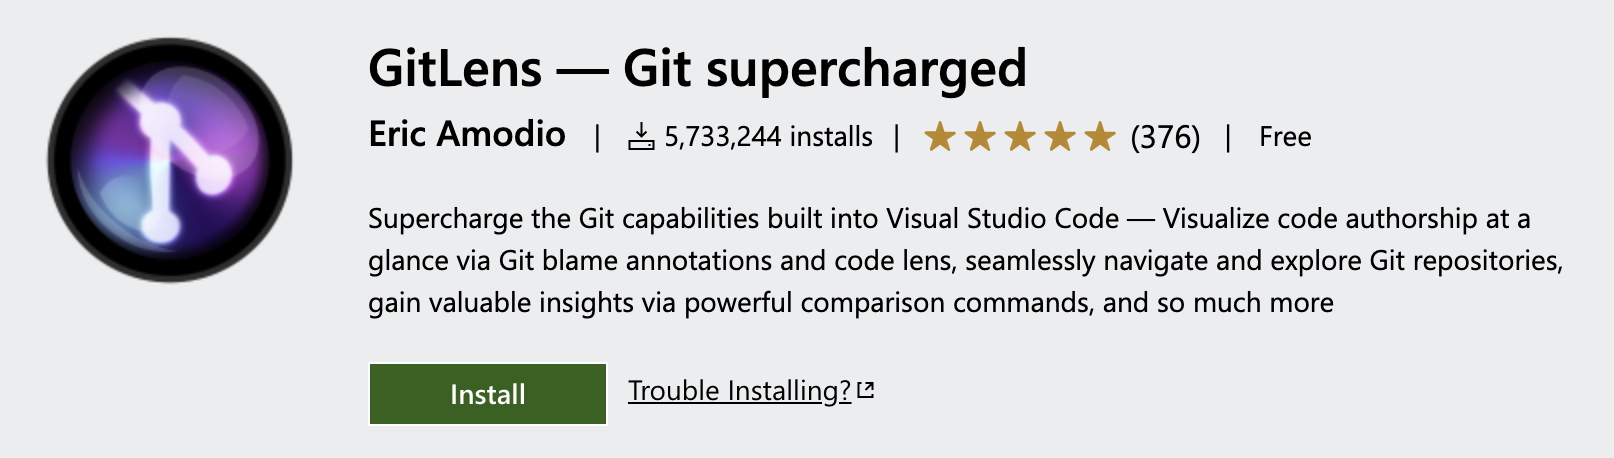 GitLens — Git supercharged
Eric Amodio | 5,733,244 installs | (376) | Free
Supercharge the Git capabilities built into Visual Studio Code — Visualize code authorship at a
glance via Git blame annotations and code lens, seamlessly navigate and explore Git repositories,
gain valuable insights via powerful comparison commands, and so much more
Install Trouble Installing?